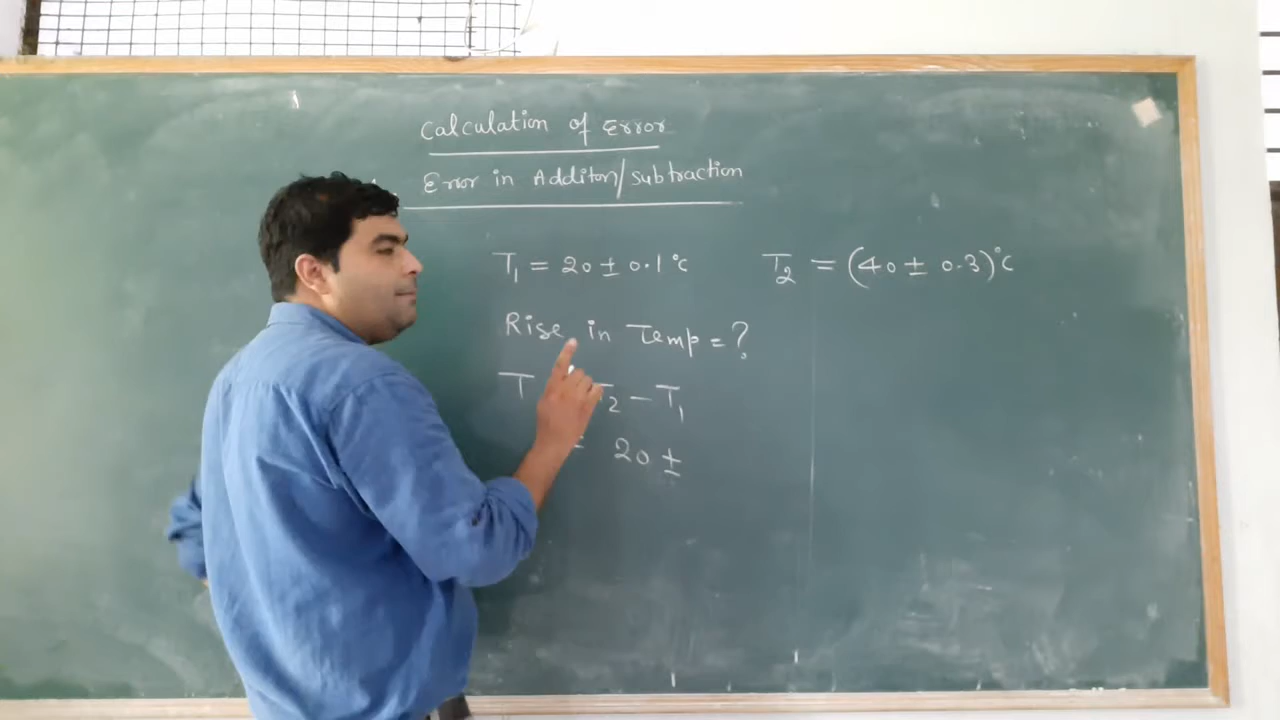 Calculation of Error
Error in Additon/subtraction
T₁ = 20 ± 0.1°C T₂ = (40 ± 0.3)°C
Rise in Temp = ?
T T₂ - T₁
= 20 ±